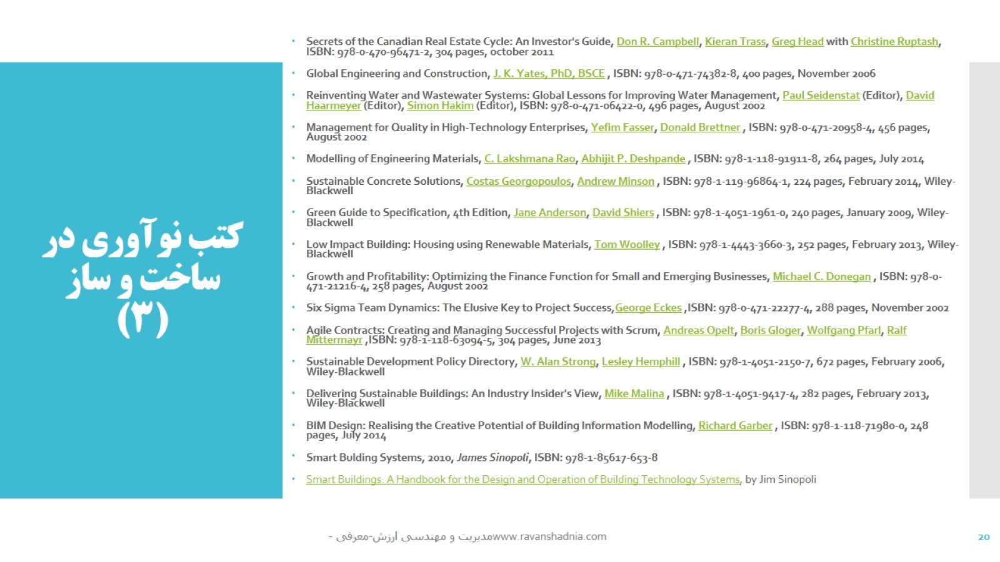 کتب نوآوری در
ساخت و ساز
(۳)
• Secrets of the Canadian Real Estate Cycle: An Investor's Guide, Don R. Campbell, Kieran Trass, Greg Head with Christine Ruptash,
ISBN: 978-0-470-96471-2, 304 pages, october 2011
• Global Engineering and Construction, J. K. Yates, PhD, BSCE , ISBN: 978-0-471-74382-8, 400 pages, November 2006
• Reinventing Water and Wastewater Systems: Global Lessons for Improving Water Management, Paul Seidenstat (Editor), David
Haarmeyer (Editor), Simon Hakim (Editor), ISBN: 978-0-471-06422-0, 496 pages, August 2002
• Management for Quality in High-Technology Enterprises, Yefim Fasser, Donald Brettner , ISBN: 978-0-471-20958-4, 456 pages,
August 2002
• Modelling of Engineering Materials, C. Lakshmana Rao, Abhijit P. Deshpande , ISBN: 978-1-118-91911-8, 264 pages, July 2014
• Sustainable Concrete Solutions, Costas Georgopoulos, Andrew Minson , ISBN: 978-1-119-96864-1, 224 pages, February 2014, Wiley-
Blackwell
• Green Guide to Specification, 4th Edition, Jane Anderson, David Shiers , ISBN: 978-1-4051-1961-0, 240 pages, January 2009, Wiley-
Blackwell
• Low Impact Building: Housing using Renewable Materials, Tom Woolley , ISBN: 978-1-4443-3660-3, 252 pages, February 2013, Wiley-
Blackwell
• Growth and Profitability: Optimizing the Finance Function for Small and Emerging Businesses, Michael C. Donegan , ISBN: 978-0-
471-21216-4, 258 pages, August 2002
• Six Sigma Team Dynamics: The Elusive Key to Project Success,George Eckes ,ISBN: 978-0-471-22277-4, 288 pages, November 2002
• Agile Contracts: Creating and Managing Successful Projects with Scrum, Andreas Opelt, Boris Gloger, Wolfgang Pfarl, Ralf
Mittermayr ,ISBN: 978-1-118-63094-5, 304 pages, June 2013
• Sustainable Development Policy Directory, W. Alan Strong, Lesley Hemphill , ISBN: 978-1-4051-2150-7, 672 pages, February 2006,
Wiley-Blackwell
• Delivering Sustainable Buildings: An Industry Insider's View, Mike Malina , ISBN: 978-1-4051-9417-4, 282 pages, February 2013,
Wiley-Blackwell
• BIM Design: Realising the Creative Potential of Building Information Modelling, Richard Garber , ISBN: 978-1-118-71980-0, 248
pages, July 2014
• Smart Bulding Systems, 2010, James Sinopoli, ISBN: 978-1-85617-653-8
• Smart Buildings: A Handbook for the Design and Operation of Building Technology Systems, by Jim Sinopoli
www.ravanshadnia.comمدیریت و مهندسی ارزش-معرفی -
20